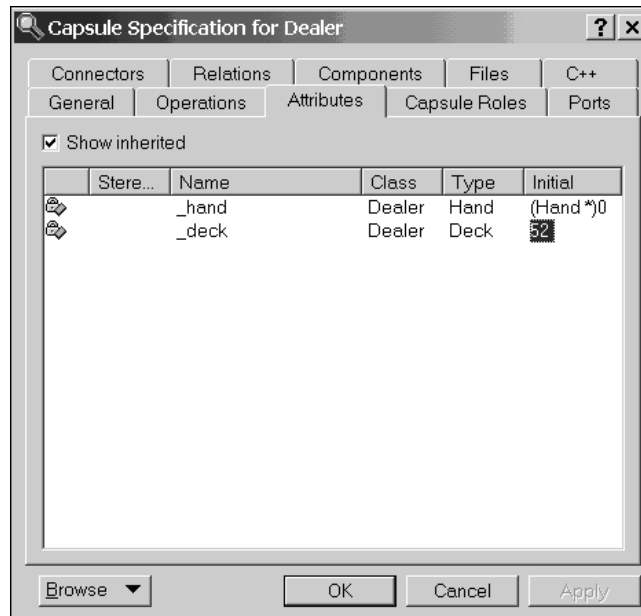 Capsule Specification for Dealer ? ×
Connectors Relations Components Files C++
General Operations Attributes Capsule Roles Ports
Show inherited
Stere... Name Class Type Initial
_hand Dealer Hand (Hand *)0
_deck Dealer Deck 52
Browse OK Cancel Apply